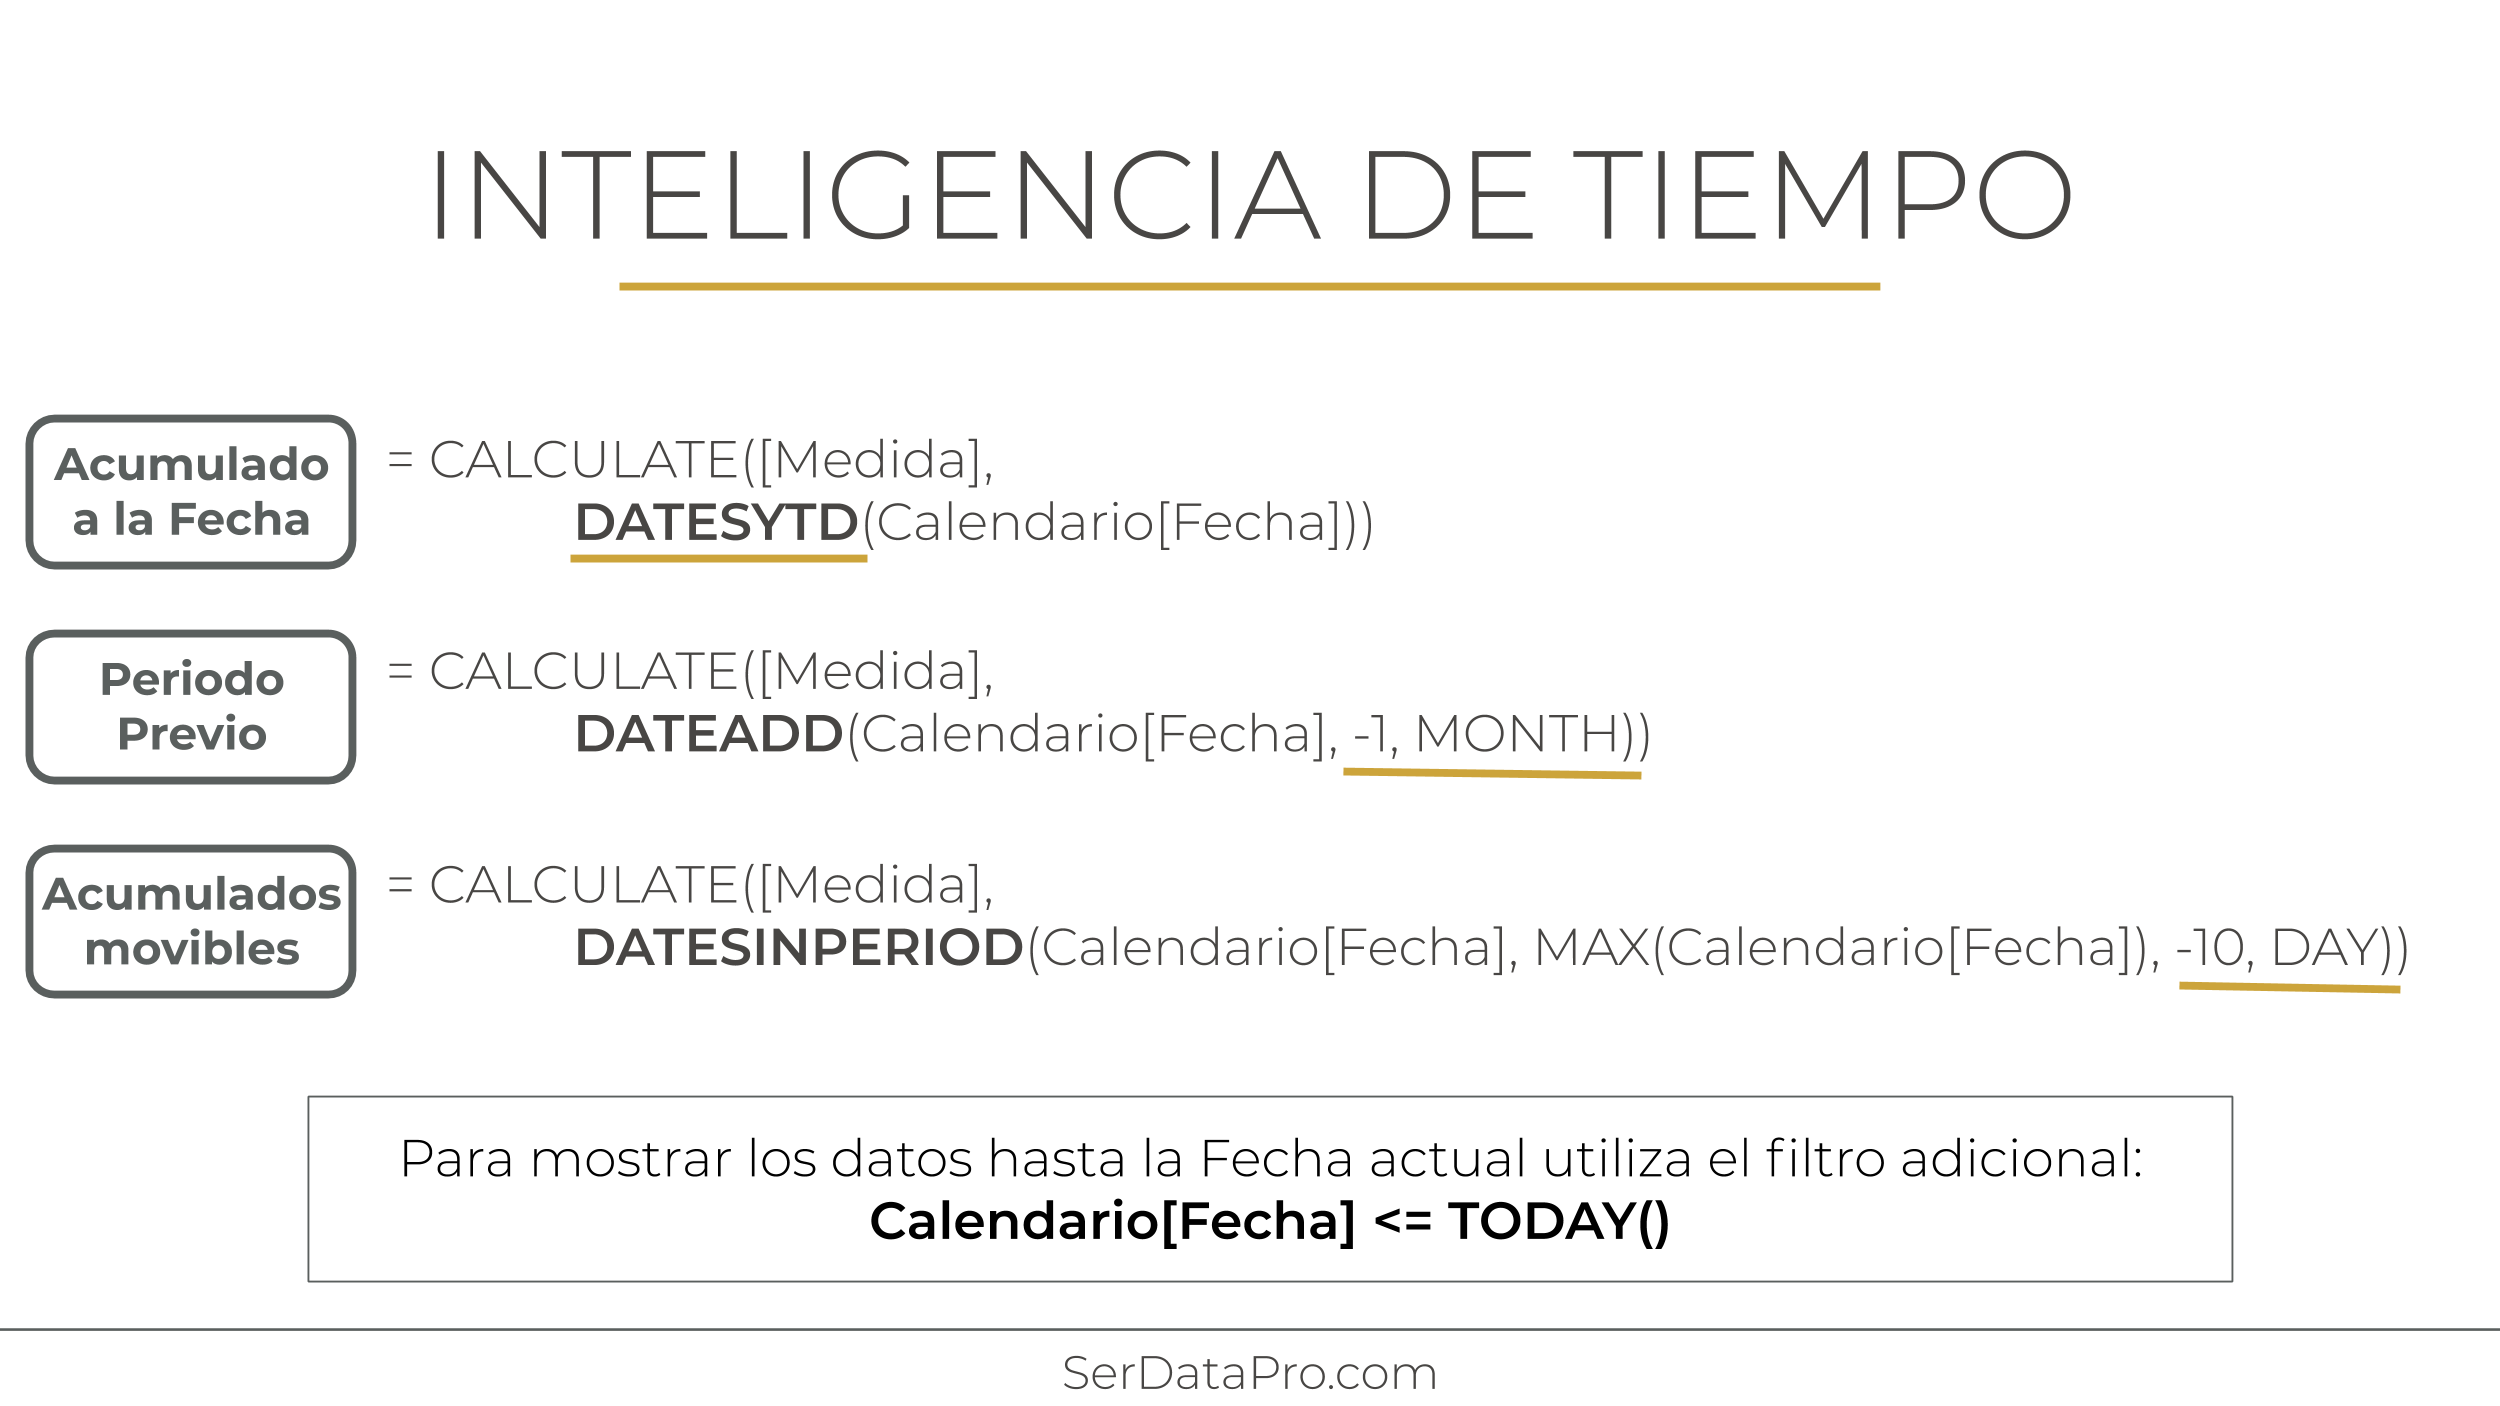 INTELIGENCIA DE TIEMPO
Acumulado
a la Fecha
= CALCULATE([Medida],
DATESYTD(Calendario[Fecha]))
Periodo
Previo
= CALCULATE([Medida],
DATEADD(Calendario[Fecha], -1, MONTH))
Acumulados
movibles
= CALCULATE([Medida],
DATESINPERIOD(Calendario[Fecha], MAX(Calendario[Fecha]), -10, DAY))
Para mostrar los datos hasta la Fecha actual utiliza el filtro adicional:
Calendario[Fecha] <= TODAY()
SerDataPro.com